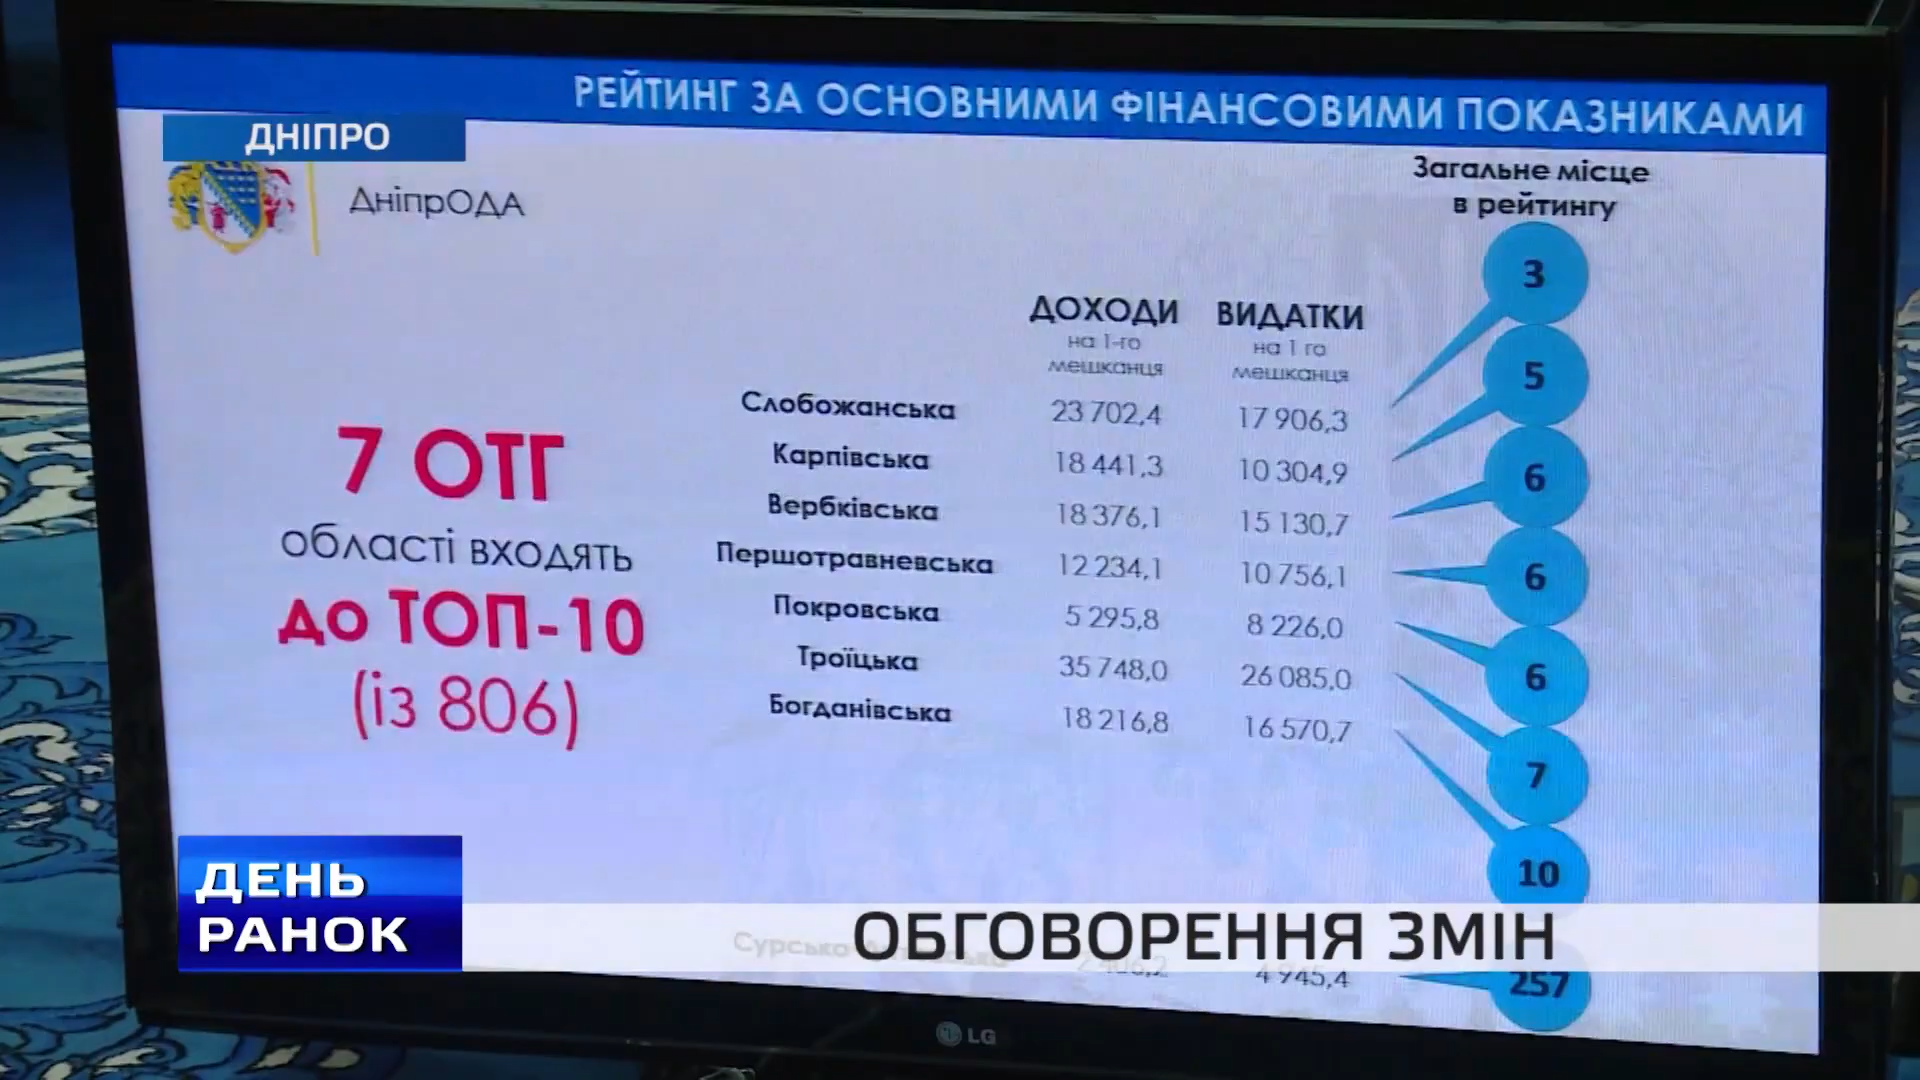 РЕЙТИНГ ЗА ОСНОВНИМИ ФІНАНСОВИМИ ПОКАЗНИКАМИ
ДНІПРО
ДніпрОДА
Загальне місце
в рейтингу
3
ДОХОДИ ВИДАТКИ
на 1-го на 1 го
мешканця мешканця
5
Слобожанська 23 702,4 17 906,3
Карпівська 18 441,3 10 304,9
6
Вербківська 18 376,1 15 130,7
Першотравневська 12 234,1 10 756,1
6
Покровська 5 295,8 8 226,0
6
Троїцька 35 748,0 26 085,0
Богданівська 18 216,8 16 570,7
7
10
7 ОТГ
області входять
до ТОП-10
(із 806)
ДЕНЬ
РАНОК
ОБГОВОРЕННЯ ЗМІН
Сурсько 4 945,4
257
LG